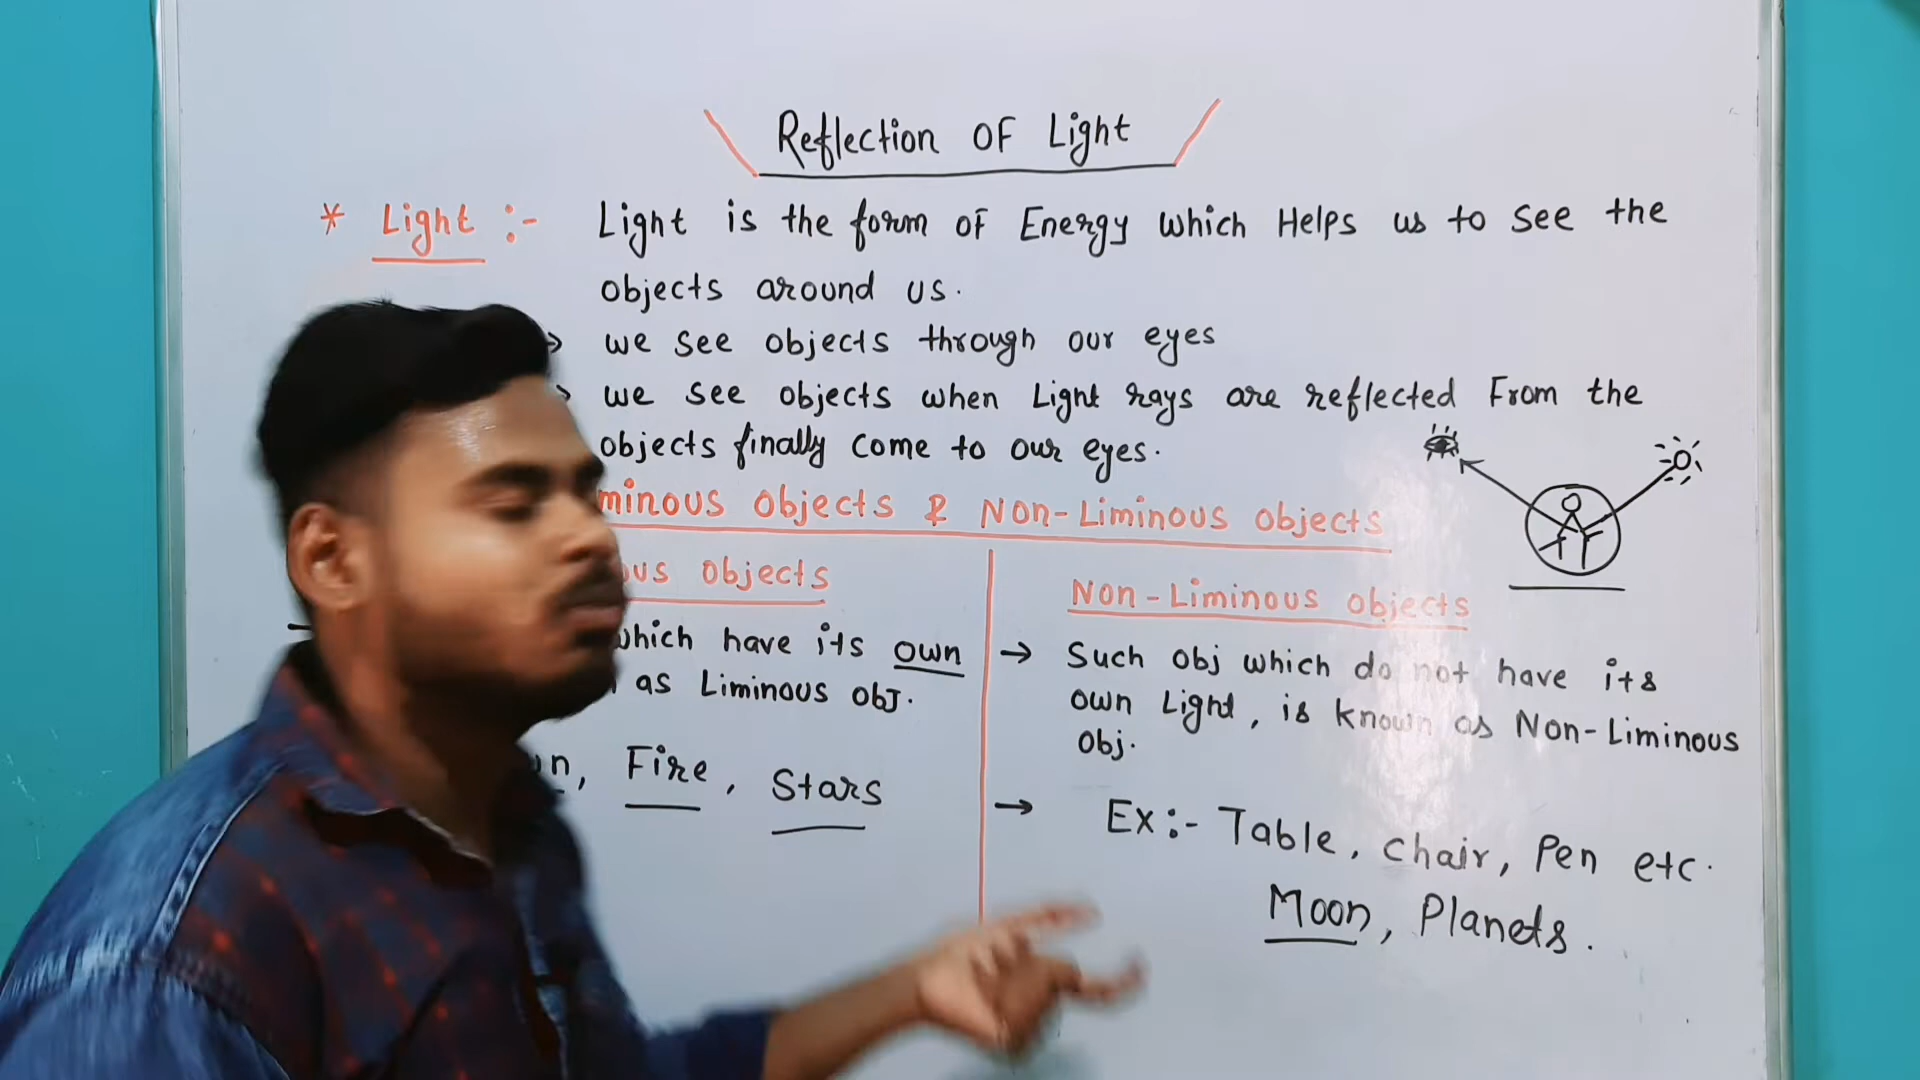 Reflection OF Light
* Light :- Light is the form of Energy which Helps us to see the
objects around us.
we see objects through our eyes
we see objects when Light rays are reflected From the
objects finally come to our eyes.
objects & Non-Liminous objects
objects
Non-Liminous objects
which have its own
as Liminous obJ.
Fire, Stars
→ Such obj which do not have its
own Light, is known as Non-Liminous
obj.
→ Ex:- Table, chair, Pen etc.
Moon, Planets.